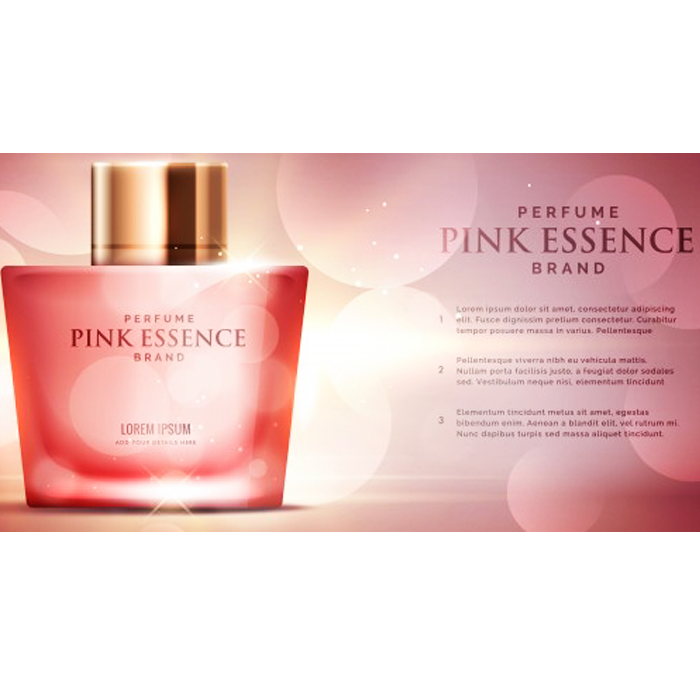 PERFUME
PINK ESSENCE
BRAND
LOREM IPSUM
ADD YOUR DETAILS HERE
PERFUME
PINK ESSENCE
BRAND
1 Lorem ipsum dolor sit amet, consectetur adipiscing
elit. Fusce dignissim pretium consectetur. Curabitur
tempor posuere massa in varius. Pellentesque
2 Pellentesque viverra nibh eu vehicula mattis.
Nullam porta facilisis justo, a feugiat dolor sodales
sed. Vestibulum neque nisi, elementum tincidunt
3 Elementum tincidunt metus sit amet, egestas
bibendum enim. Aenean a blandit elit, vel rutrum mi.
Nunc dapibus turpis sed massa aliquet tincidunt.